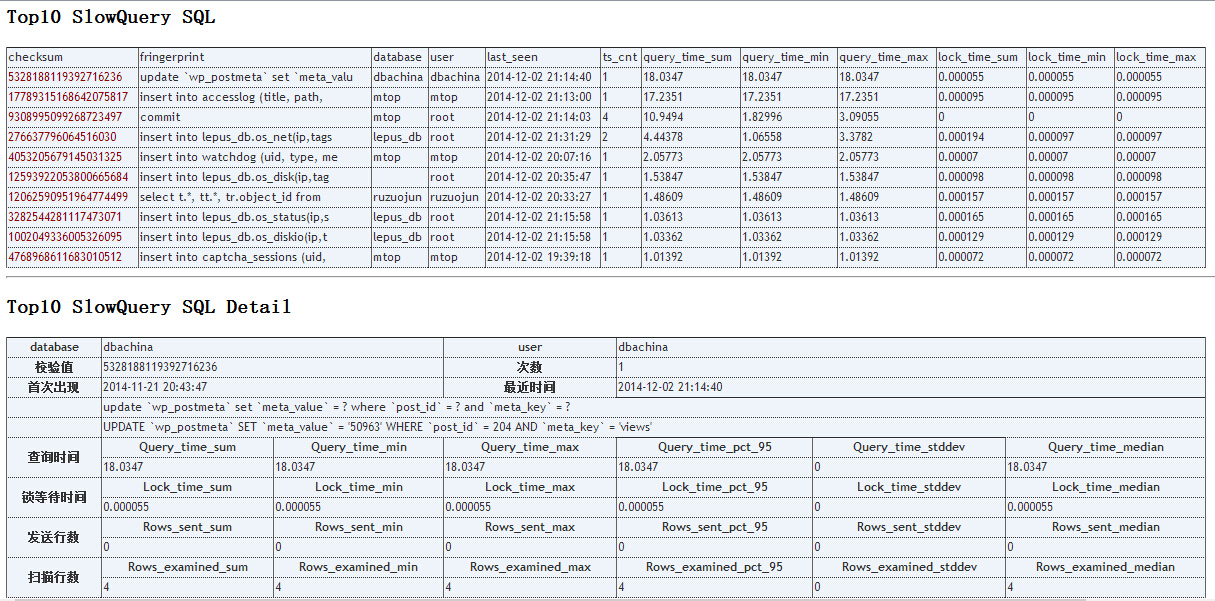 Top10 SlowQuery SQL
checksum fringerprint database user last_seen ts_cnt query_time_sum query_time_min query_time_max lock_time_sum lock_time_min lock_time_max
5328188119392716236 update `wp_postmeta` set `meta_valu dbachina dbachina 2014-12-02 21:14:40 1 18.0347 18.0347 18.0347 0.000055 0.000055 0.000055
17789315168642075817 insert into accesslog (title, path, mtop mtop 2014-12-02 21:13:00 1 17.2351 17.2351 17.2351 0.000095 0.000095 0.000095
9308995099268723497 commit mtop root 2014-12-02 21:14:03 4 10.9494 1.82996 3.09055 0 0 0
276637796064516030 insert into lepus_db.os_net(ip,tags lepus_db root 2014-12-02 21:31:29 2 4.44378 1.06558 3.3782 0.000194 0.000097 0.000097
4053205679145031325 insert into watchdog (uid, type, me mtop mtop 2014-12-02 20:07:16 1 2.05773 2.05773 2.05773 0.00007 0.00007 0.00007
12593922053800665684 insert into lepus_db.os_disk(ip,tag root 2014-12-02 20:35:47 1 1.53847 1.53847 1.53847 0.000098 0.000098 0.000098
12062590951964774499 select t.*, tt.*, tr.object_id from ruzuojun ruzuojun 2014-12-02 20:33:27 1 1.48609 1.48609 1.48609 0.000157 0.000157 0.000157
3282544281117473071 insert into lepus_db.os_status(ip,s lepus_db root 2014-12-02 21:15:58 1 1.03613 1.03613 1.03613 0.000165 0.000165 0.000165
1002049336005326095 insert into lepus_db.os_diskio(ip,t lepus_db root 2014-12-02 21:15:58 1 1.03362 1.03362 1.03362 0.000129 0.000129 0.000129
4768968611683010512 insert into captcha_sessions (uid, mtop mtop 2014-12-02 19:39:18 1 1.01392 1.01392 1.01392 0.000072 0.000072 0.000072
Top10 SlowQuery SQL Detail
database dbachina user dbachina
校验值 5328188119392716236 次数 1
首次出现 2014-11-21 20:43:47 最近时间 2014-12-02 21:14:40
update `wp_postmeta` set `meta_value` = ? where `post_id` = ? and `meta_key` = ?
UPDATE `wp_postmeta` SET `meta_value` = '50963' WHERE `post_id` = 204 AND `meta_key` = 'views'
查询时间 Query_time_sum Query_time_min Query_time_max Query_time_pct_95 Query_time_stddev Query_time_median
18.0347 18.0347 18.0347 18.0347 0 18.0347
锁等待时间 Lock_time_sum Lock_time_min Lock_time_max Lock_time_pct_95 Lock_time_stddev Lock_time_median
0.000055 0.000055 0.000055 0.000055 0 0.000055
发送行数 Rows_sent_sum Rows_sent_min Rows_sent_max Rows_sent_pct_95 Rows_sent_stddev Rows_sent_median
0 0 0 0 0 0
扫描行数 Rows_examined_sum Rows_examined_min Rows_examined_max Rows_examined_pct_95 Rows_examined_stddev Rows_examined_median
4 4 4 4 0 4